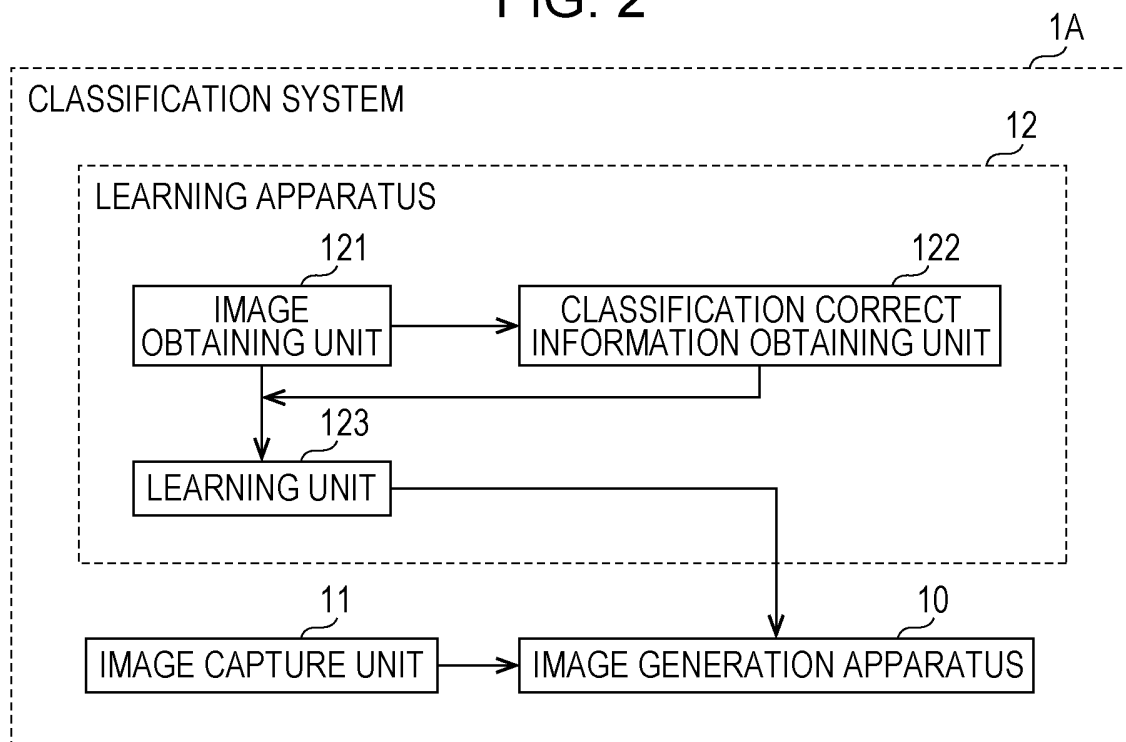 FIG. 2
1A
CLASSIFICATION SYSTEM
12
LEARNING APPARATUS
121
122
IMAGE
OBTAINING UNIT
CLASSIFICATION CORRECT
INFORMATION OBTAINING UNIT
123
LEARNING UNIT
11
10
IMAGE CAPTURE UNIT
IMAGE GENERATION APPARATUS